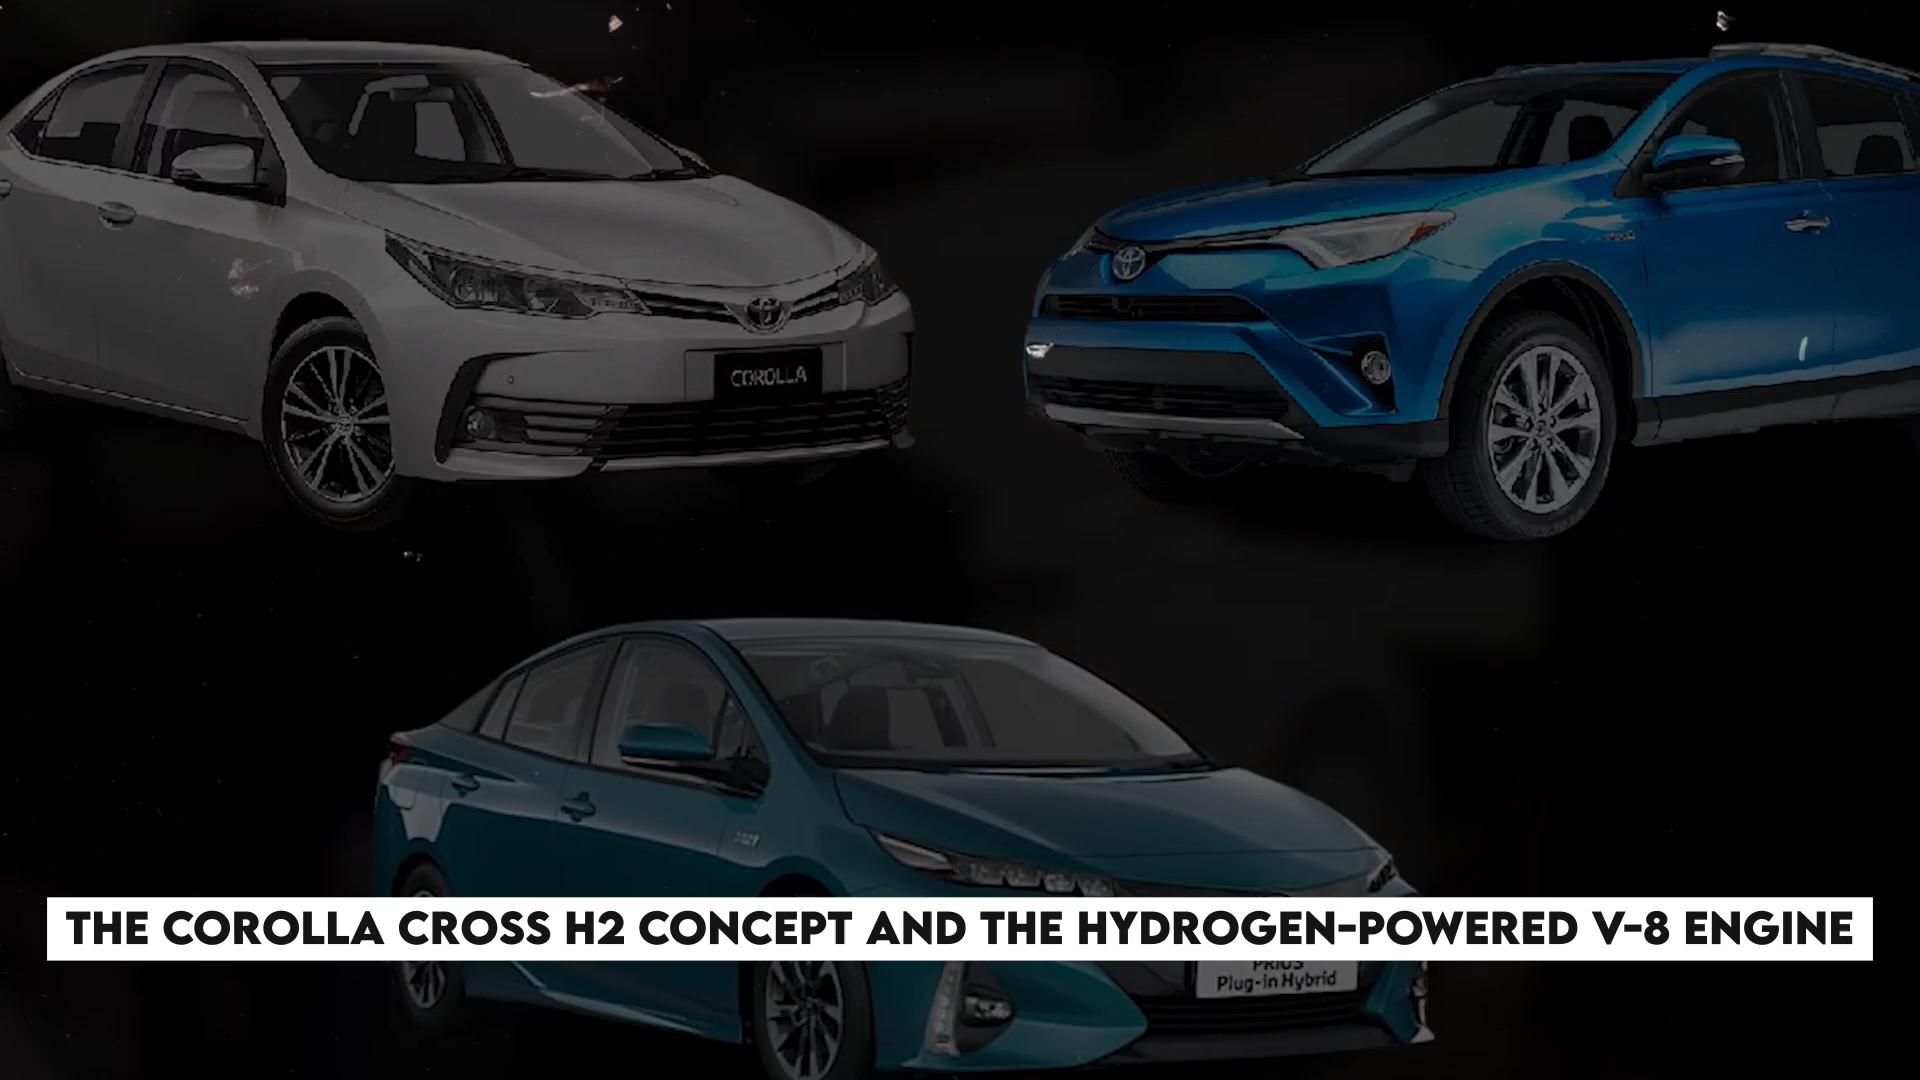 COROLLA
THE COROLLA CROSS H2 CONCEPT AND THE HYDROGEN-POWERED V-8 ENGINE
PRIUS
Plug-in Hybrid